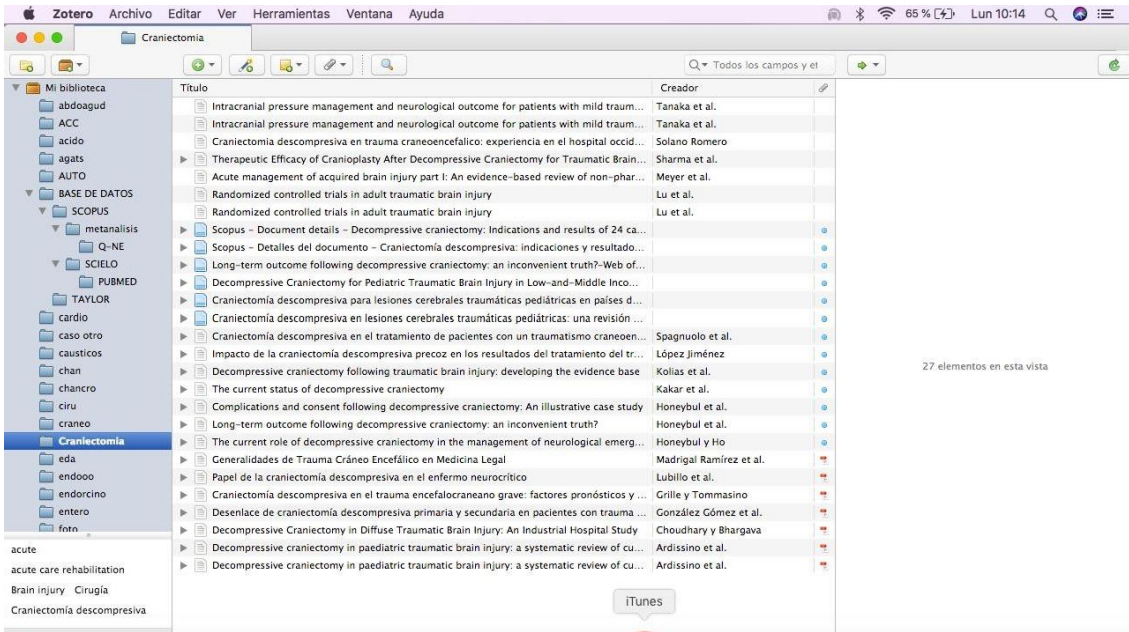 Zotero Archivo Editar Ver Herramientas Ventana Ayuda 65 % Lun 10:14
Craniectomia
Todos los campos y et
Mi biblioteca
abdoagud
ACC
acido
agats
AUTO
BASE DE DATOS
SCOPUS
metanalisis
Q-NE
SCIELO
PUBMED
TAYLOR
cardio
caso otro
causticos
chan
chancro
ciru
craneo
Craniectomia
eda
endooo
endorcino
entero
foto
acute
acute care rehabilitation
Brain injury Cirugía
Craniectomía descompresiva
Título Creador
Intracranial pressure management and neurological outcome for patients with mild traum... Tanaka et al.
Intracranial pressure management and neurological outcome for patients with mild traum... Tanaka et al.
Craniectomia descompresiva en trauma craneoencefalico: experiencia en el hospital occid... Solano Romero
Therapeutic Efficacy of Cranioplasty After Decompressive Craniectomy for Traumatic Brain... Sharma et al.
Acute management of acquired brain injury part I: An evidence-based review of non-phar... Meyer et al.
Randomized controlled trials in adult traumatic brain injury Lu et al.
Randomized controlled trials in adult traumatic brain injury Lu et al.
Scopus - Document details - Decompressive craniectomy: Indications and results of 24 ca...
Scopus - Detalles del documento - Craniectomía descompresiva: indicaciones y resultado...
Long-term outcome following decompressive craniectomy: an inconvenient truth?-Web of...
Decompressive Craniectomy for Pediatric Traumatic Brain Injury in Low-and-Middle Inco...
Craniectomía descompresiva para lesiones cerebrales traumáticas pediátricas en países d...
Craniectomía descompresiva en lesiones cerebrales traumáticas pediátricas: una revisión ...
Craniectomía descompresiva en el tratamiento de pacientes con un traumatismo craneoen... Spagnuolo et al.
Impacto de la craniectomía descompresiva precoz en los resultados del tratamiento del tr... López Jiménez
Decompressive craniectomy following traumatic brain injury: developing the evidence base Kolias et al.
The current status of decompressive craniectomy Kakar et al.
Complications and consent following decompressive craniectomy: An illustrative case study Honeybul et al.
Long-term outcome following decompressive craniectomy: an inconvenient truth? Honeybul et al.
The current role of decompressive craniectomy in the management of neurological emerg... Honeybul y Ho
Generalidades de Trauma Cráneo Encefálico en Medicina Legal Madrigal Ramírez et al.
Papel de la craniectomía descompresiva en el enfermo neurocrítico Lubillo et al.
Craniectomía descompresiva en el trauma encefalocraneano grave: factores pronósticos y ... Grille y Tommasino
Desenlace de craniectomía descompresiva primaria y secundaria en pacientes con trauma ... González Gómez et al.
Decompressive Craniectomy in Diffuse Traumatic Brain Injury: An Industrial Hospital Study Choudhary y Bhargava
Decompressive craniectomy in paediatric traumatic brain injury: a systematic review of cu... Ardissino et al.
Decompressive craniectomy in paediatric traumatic brain injury: a systematic review of cu... Ardissino et al.
27 elementos en esta vista
iTunes